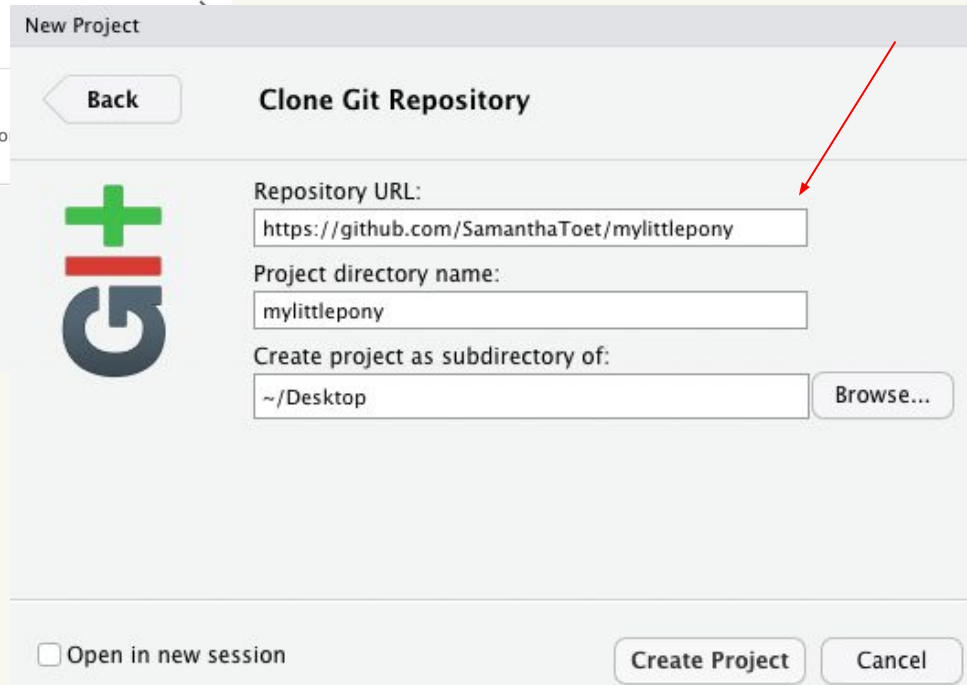 New Project
Back
Clone Git Repository
Repository URL:
https://github.com/SamanthaToet/mylittlepony
Project directory name:
mylittlepony
Create project as subdirectory of:
~/Desktop
Browse...
GIT
Open in new session
Create Project
Cancel